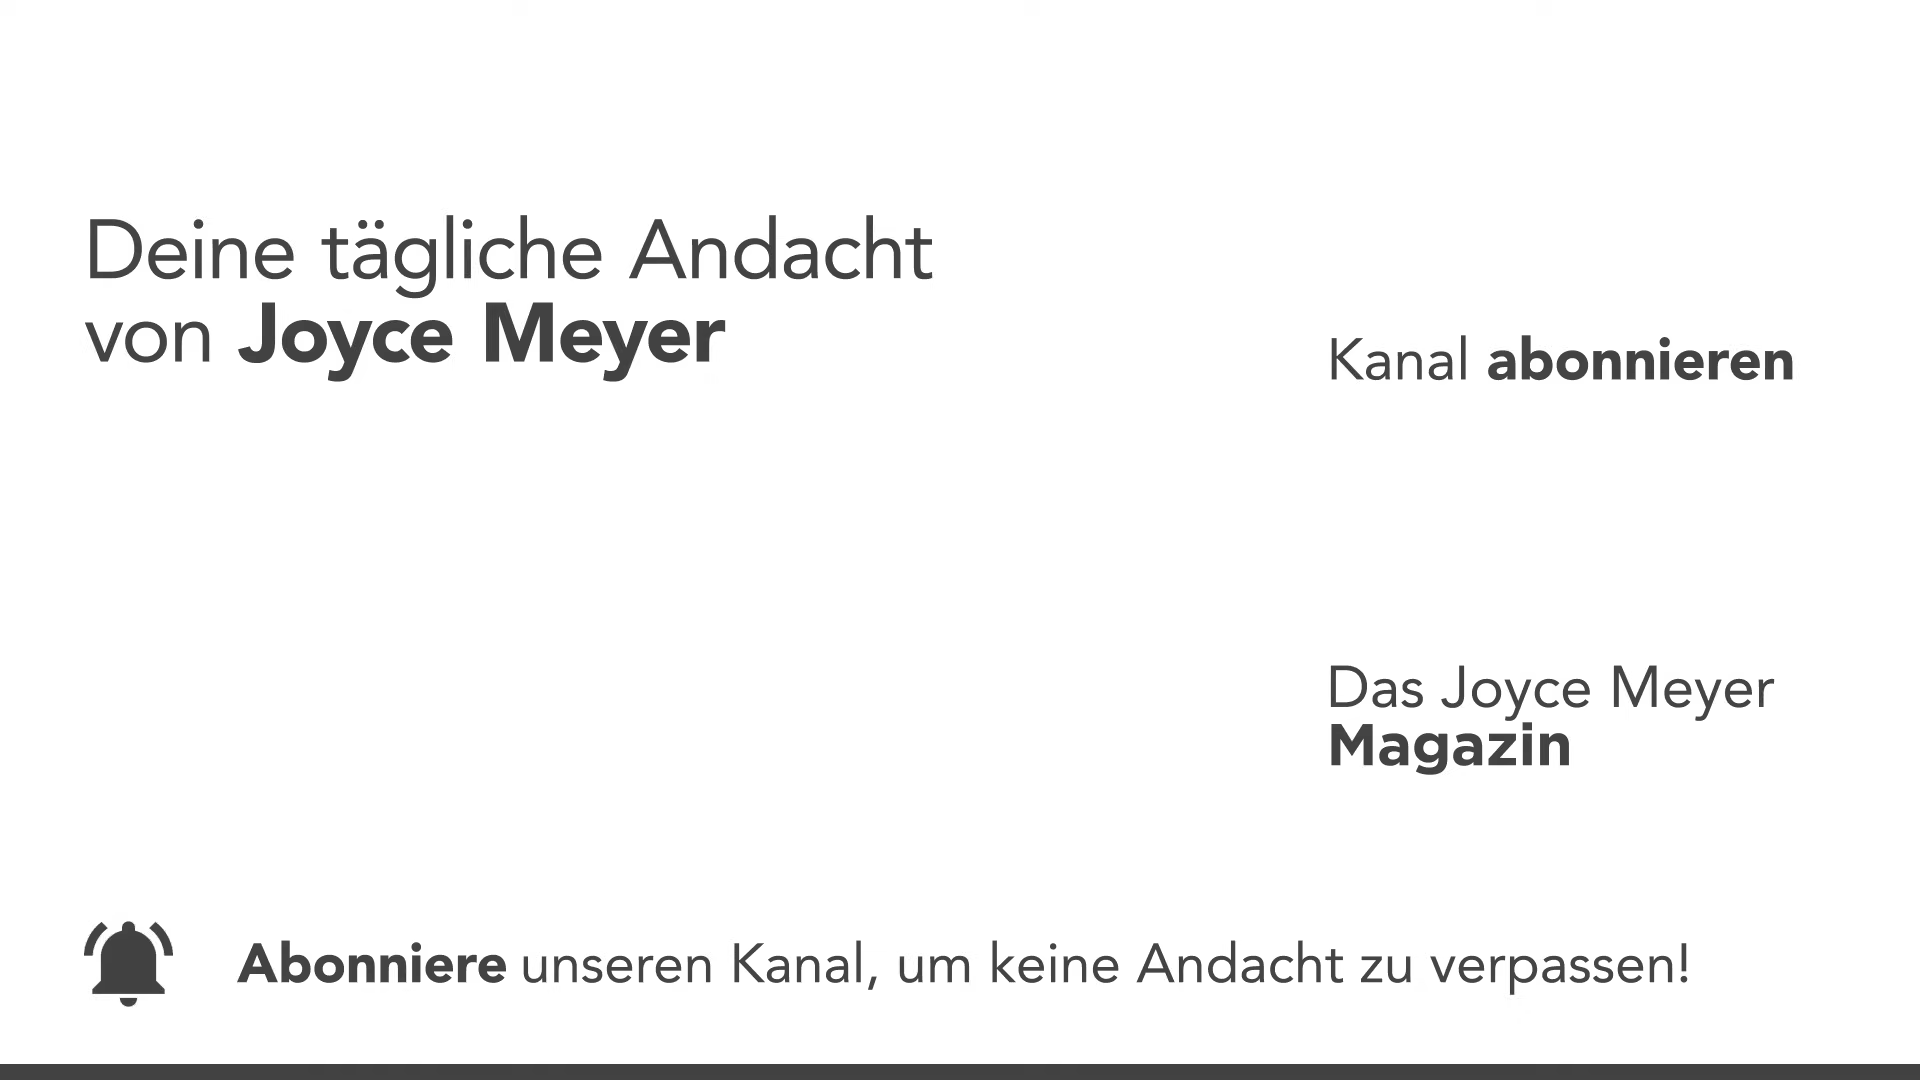 Deine tägliche Andacht
von Joyce Meyer
Kanal abonnieren
Das Joyce Meyer
Magazin
Abonniere unseren Kanal, um keine Andacht zu verpassen!